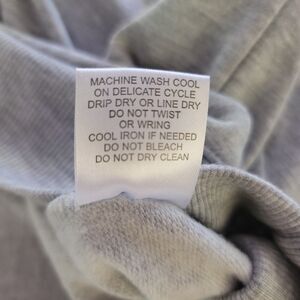 MACHINE WASH COOL
ON DELICATE CYCLE
DRIP DRY OR LINE DRY
DO NOT TWIST
OR WRING
COOL IRON IF NEEDED
DO NOT BLEACH
DO NOT DRY CLEAN